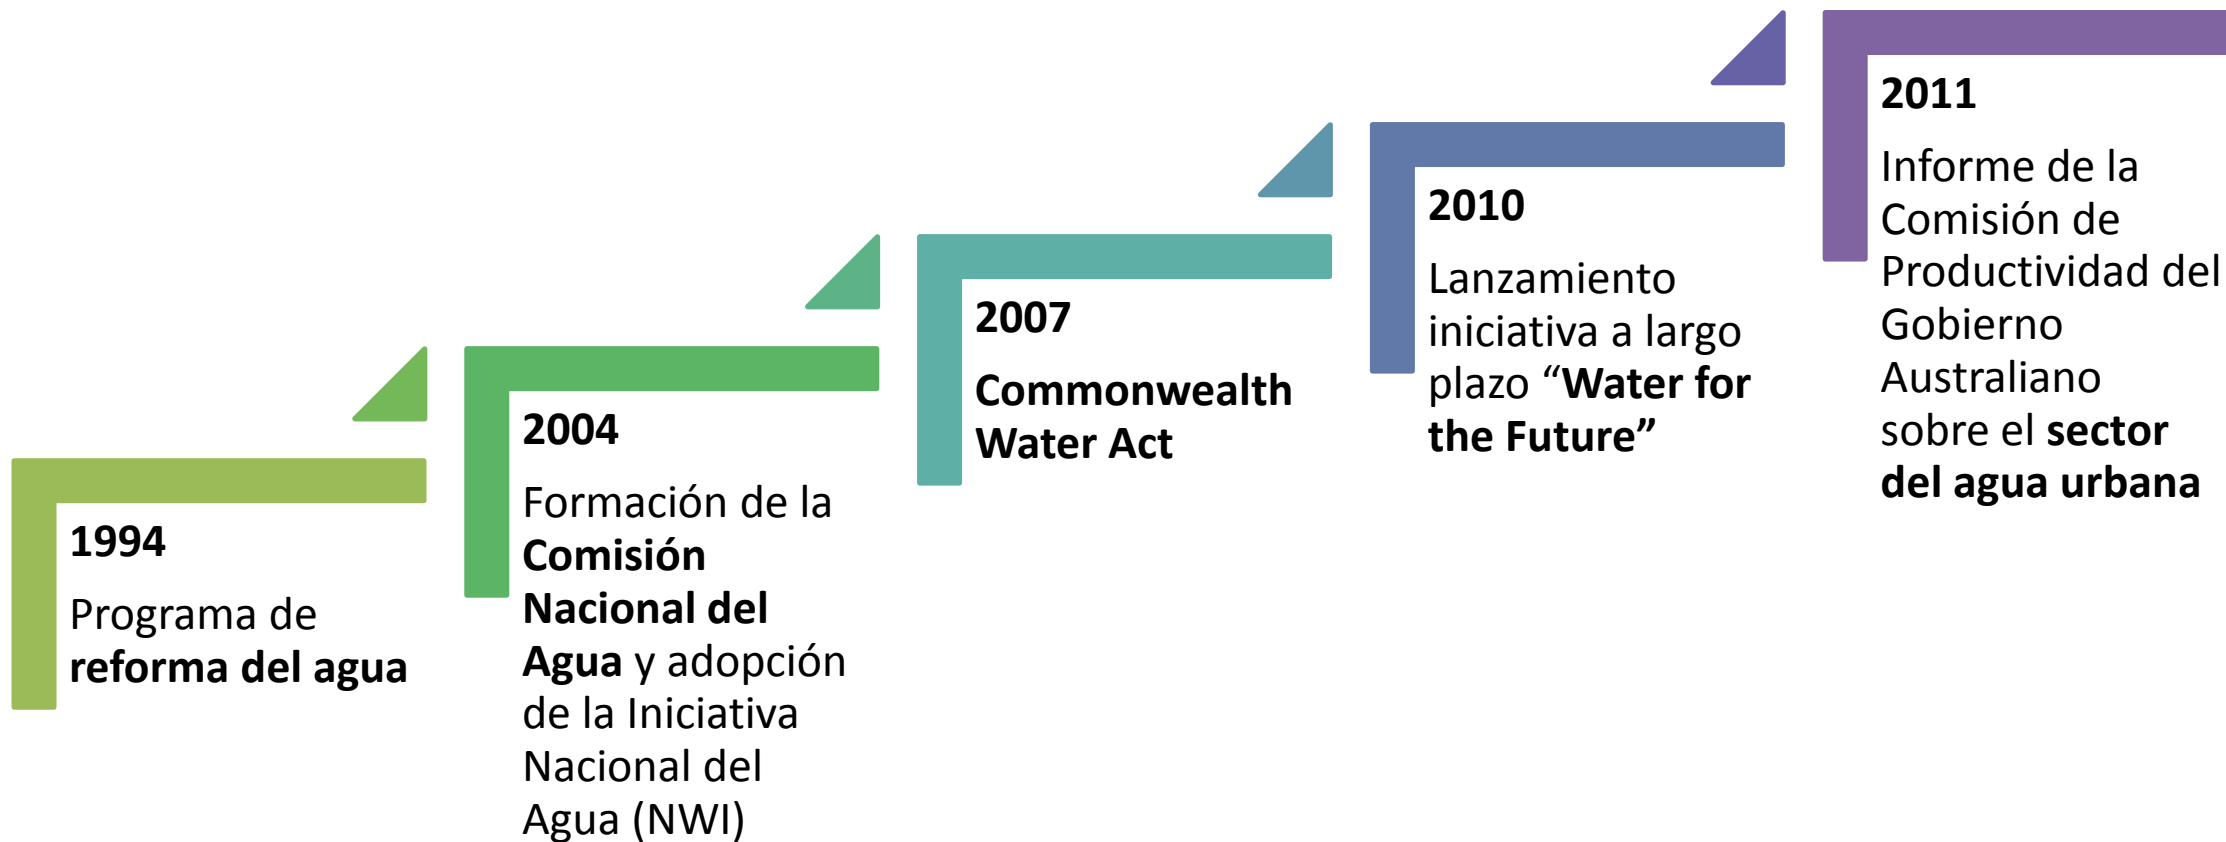 1994
Programa de
reforma del agua
2004
Formación de la
Comisión
Nacional del
Agua y adopción
de la Iniciativa
Nacional del
Agua (NWI)
2007
Commonwealth
Water Act
2010
Lanzamiento
iniciativa a largo
plazo “Water for
the Future”
2011
Informe de la
Comisión de
Productividad del
Gobierno
Australiano
sobre el sector
del agua urbana